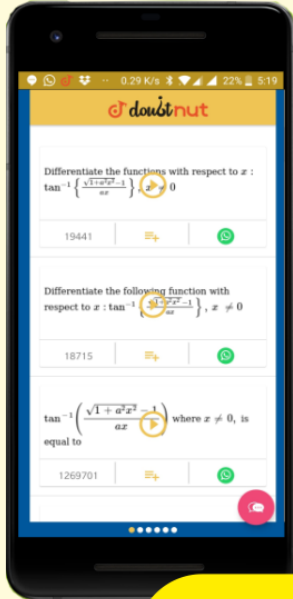 0.29 K/s 22% 5:19
doubtnut
Differentiate the functions with respect to x :
tan⁻¹ { (√(1+a²x²)−1)/(ax) }, x ≠ 0
19441
Differentiate the following function with
respect to x : tan⁻¹ { (√(1+a²x²)−1)/(ax) }, x ≠ 0
18715
tan⁻¹ ( (√(1 + a²x²) − 1)/(ax) ) where x ≠ 0, is
equal to
1269701